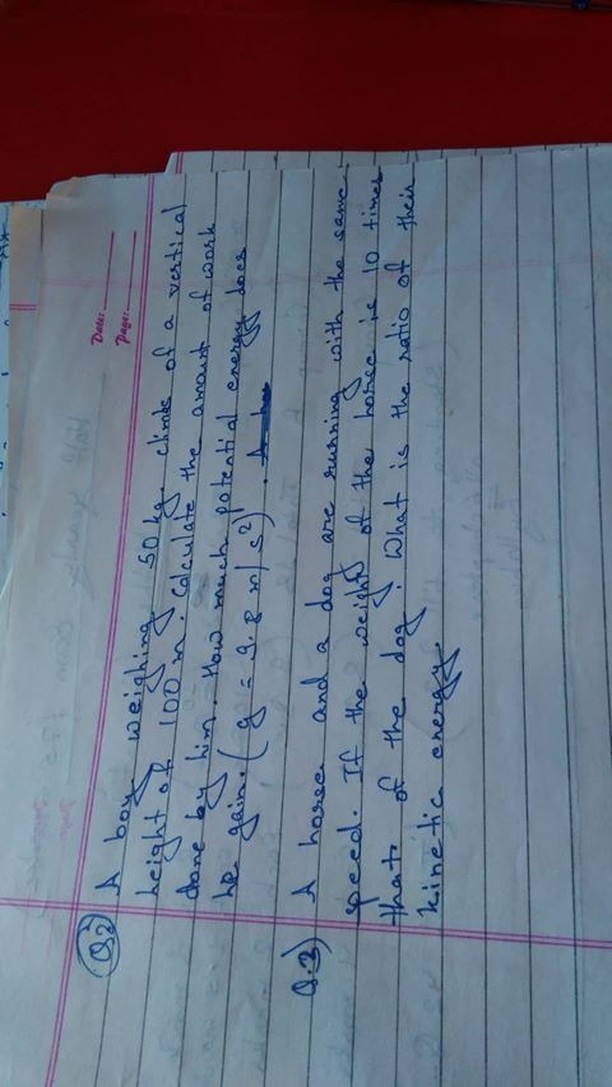 Date:
Page:
Q2 A boy weighing 50 kg. climbs of a vertical
height of 100 m. Calculate the amount of work
done by him. How much potential energy does
he gain. (g = 9.8 m/s²).
Q.3) A horse and a dog are running with the same
speed. If the weight of the horse is 10 times
that of the dog. What is the ratio of their
kinetic energy.